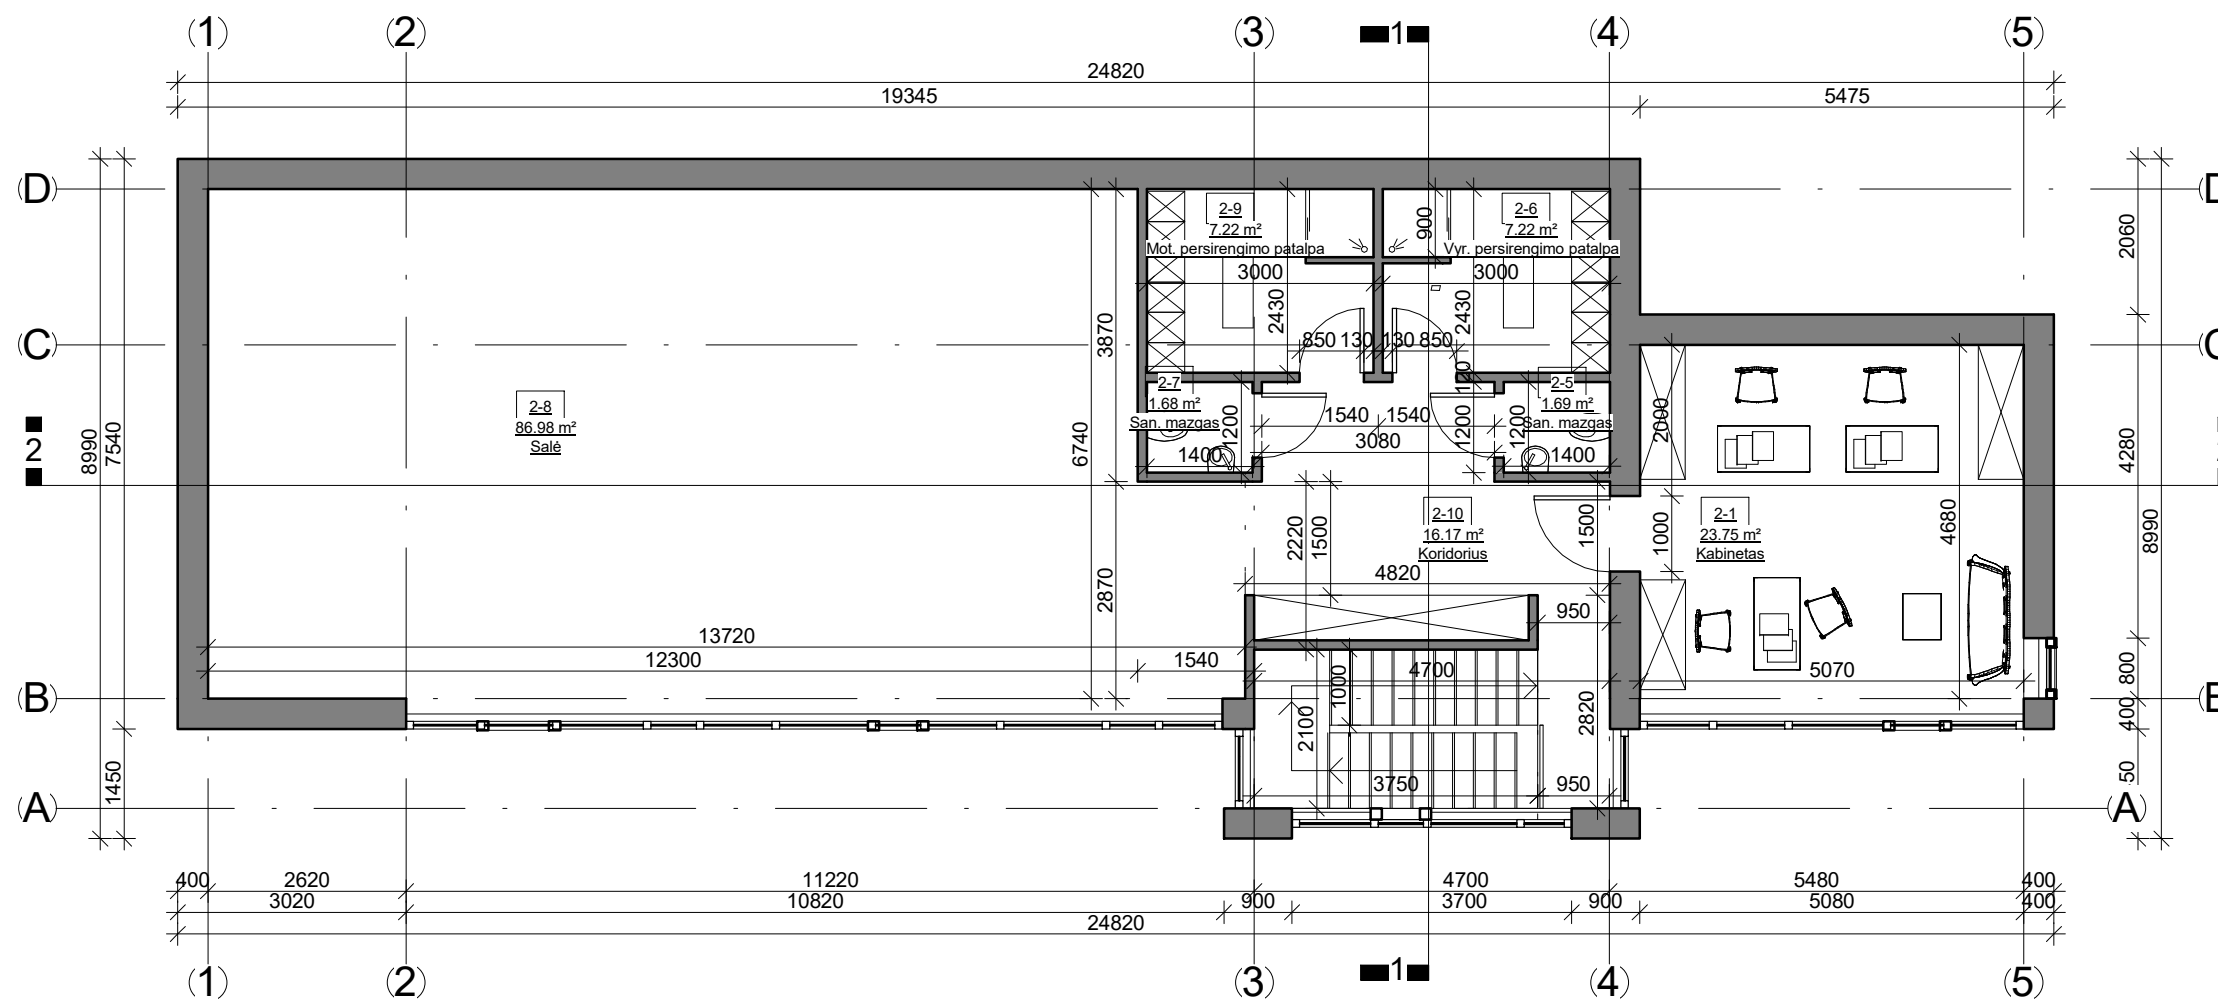 (1) (2) (3) 1 (4) (5)
24820
19345 5475
(D)
(C)
(B)
(A)
2
8990
7540
1450
2-8
86.98 m²
Salė
3870
6740
2870
13720
12300
1540
2-9
7.22 m²
Mot. persirengimo patalpa
3000
2430
850 130 130 850
900
2-6
7.22 m²
Vyr. persirengimo patalpa
3000
2430
120
2-7
1.68 m²
San. mazgas
1200
1400
1540 1540
3080
1200
1200
2-5
1.69 m²
San. mazgas
1400
2220
1500
2-10
16.17 m²
Koridorius
1500
4820
950
4700
1000
2100
2820
3750 950
2000
1000
2-1
23.75 m²
Kabinetas
4680
5070
2060
4280
8990
800
400
50
(A)
400 2620 11220 4700 5480 400
3020 10820 900 3700 900 5080 400
24820
(1) (2) (3) 1 (4) (5)